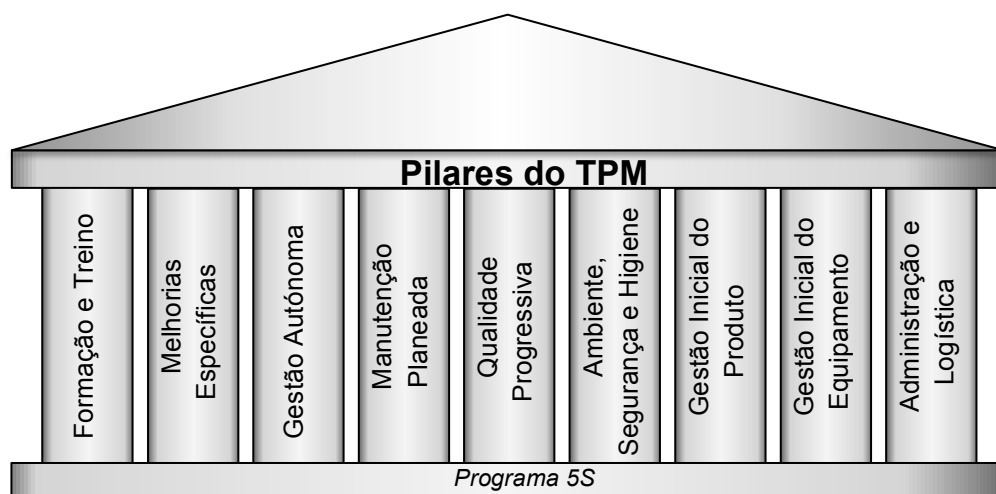 Pilares do TPM
Formação e Treino
Melhorias
Específicas
Gestão Autónoma
Manutenção
Planeada
Qualidade
Progressiva
Ambiente,
Segurança e Higiene
Gestão Inicial do
Produto
Gestão Inicial do
Equipamento
Administração e
Logística
Programa 5S